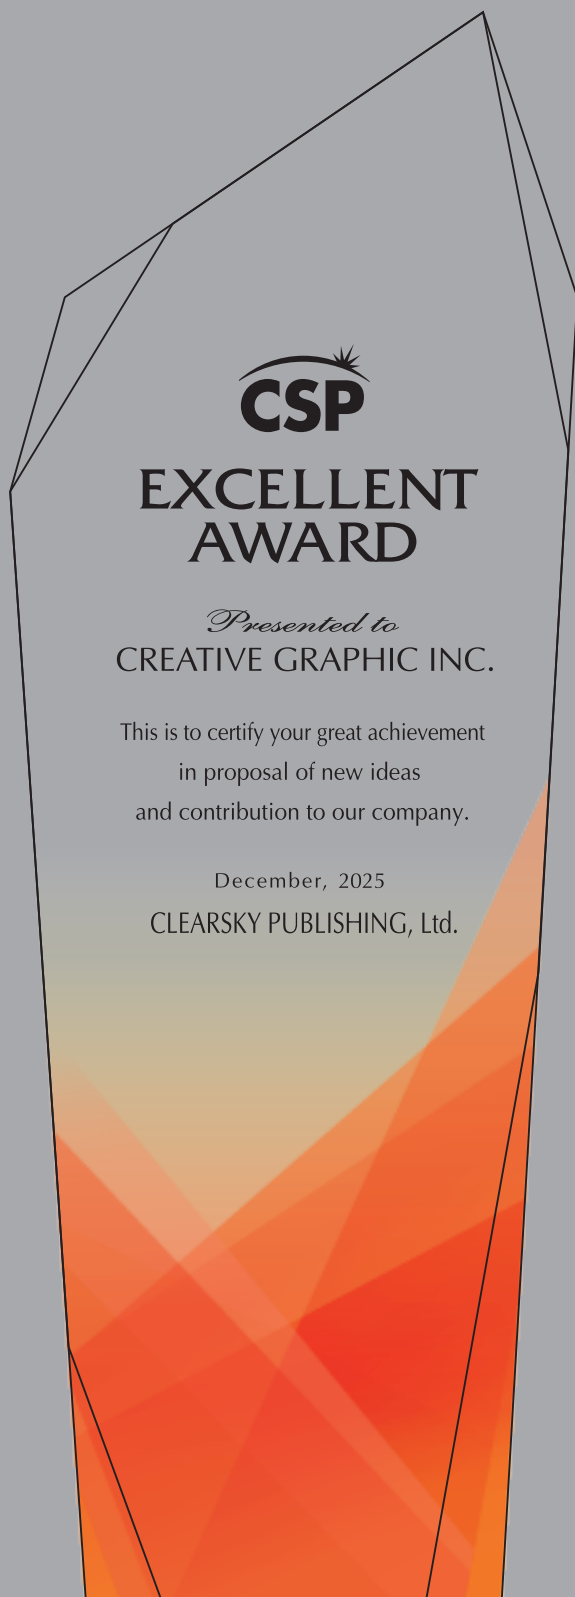 CSP
EXCELLENT
AWARD
Presented to
CREATIVE GRAPHIC INC.
This is to certify your great achievement
in proposal of new ideas
and contribution to our company.
December, 2025
CLEARSKY PUBLISHING, Ltd.